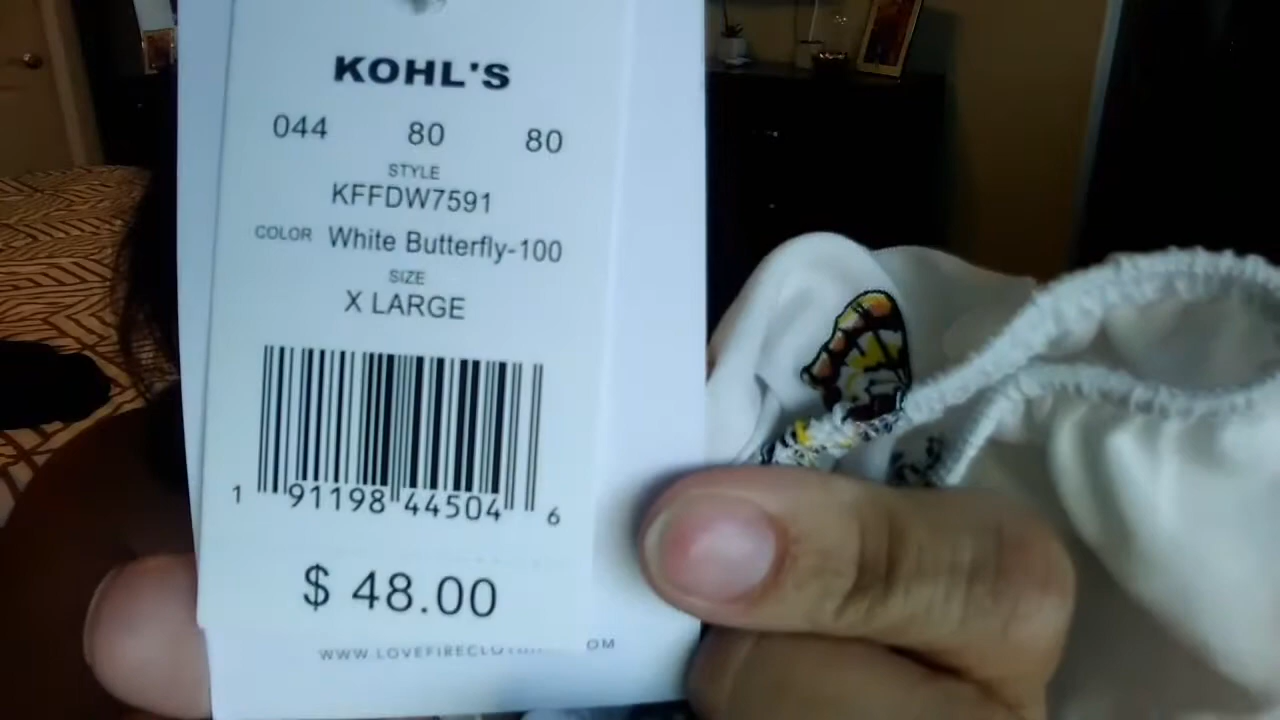 KOHL'S
044 80 80
STYLE
KFFDW7591
COLOR White Butterfly-100
SIZE
X LARGE
1 91198 44504 6
$ 48.00